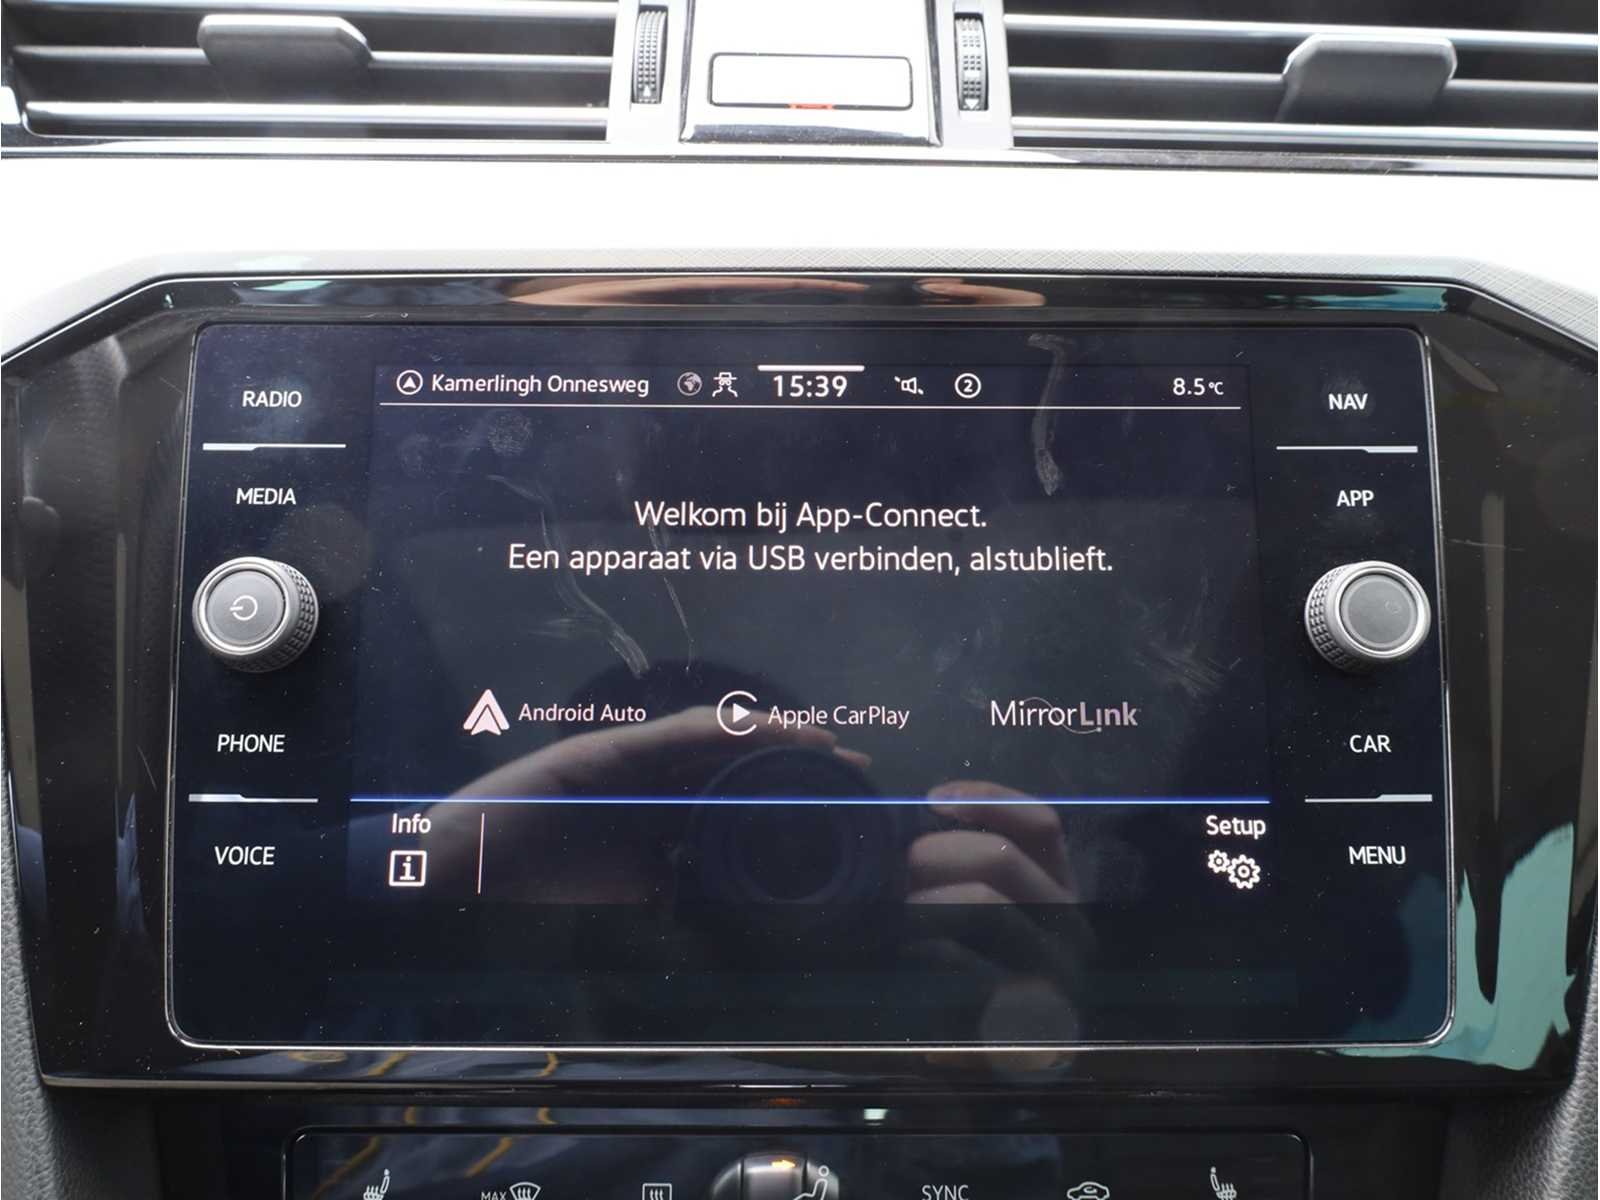 RADIO
MEDIA
PHONE
VOICE
Kamerlingh Onnesweg
15:39
2
8.5°C
Welkom bij App-Connect.
Een apparaat via USB verbinden, alstublieft.
Android Auto
Apple CarPlay
MirrorLink
Info
i
Setup
NAV
APP
CAR
MENU
MAX
SYNC